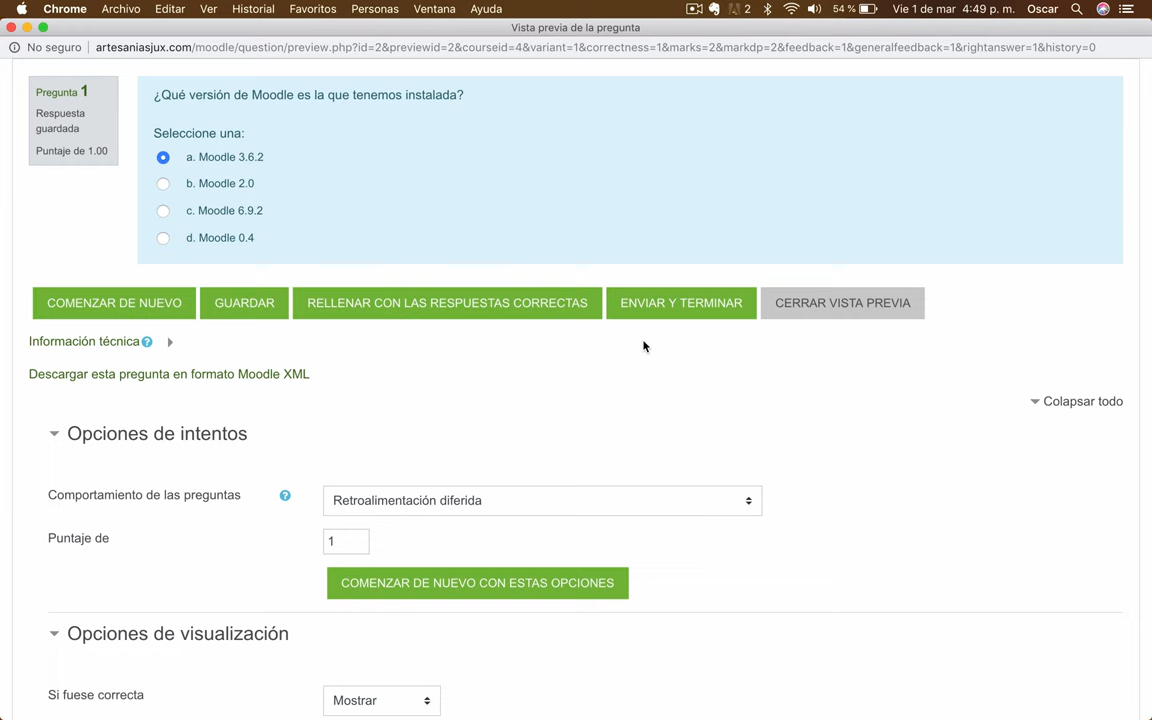 Chrome Archivo Editar Ver Historial Favoritos Personas Ventana Ayuda 2 54 % Vie 1 de mar 4:49 p. m. Oscar
Vista previa de la pregunta
No seguro artesaniasjux.com/moodle/question/preview.php?id=2&previewid=2&courseid=4&variant=1&correctness=1&marks=2&markdp=2&feedback=1&generalfeedback=1&rightanswer=1&history=0
Pregunta 1
Respuesta
guardada
Puntaje de 1.00
¿Qué versión de Moodle es la que tenemos instalada?
Seleccione una:
a. Moodle 3.6.2
b. Moodle 2.0
c. Moodle 6.9.2
d. Moodle 0.4
COMENZAR DE NUEVO GUARDAR RELLENAR CON LAS RESPUESTAS CORRECTAS ENVIAR Y TERMINAR CERRAR VISTA PREVIA
Información técnica ?
Descargar esta pregunta en formato Moodle XML
Colapsar todo
Opciones de intentos
Comportamiento de las preguntas ? Retroalimentación diferida
Puntaje de 1
COMENZAR DE NUEVO CON ESTAS OPCIONES
Opciones de visualización
Si fuese correcta Mostrar